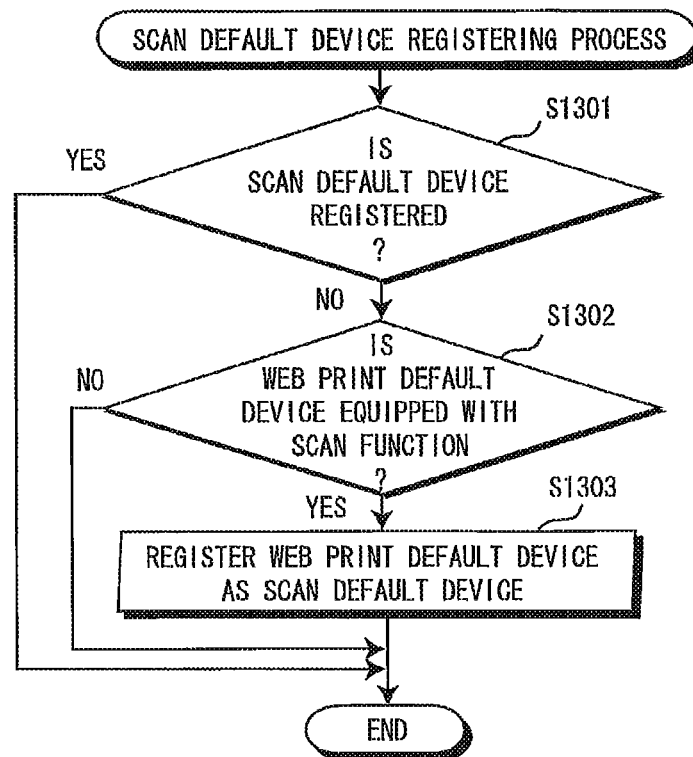 SCAN DEFAULT DEVICE REGISTERING PROCESS
S1301
YES
IS
SCAN DEFAULT DEVICE
REGISTERED
?
NO
S1302
IS
NO
WEB PRINT DEFAULT
DEVICE EQUIPPED WITH
SCAN FUNCTION
?
YES
S1303
REGISTER WEB PRINT DEFAULT DEVICE
AS SCAN DEFAULT DEVICE
END